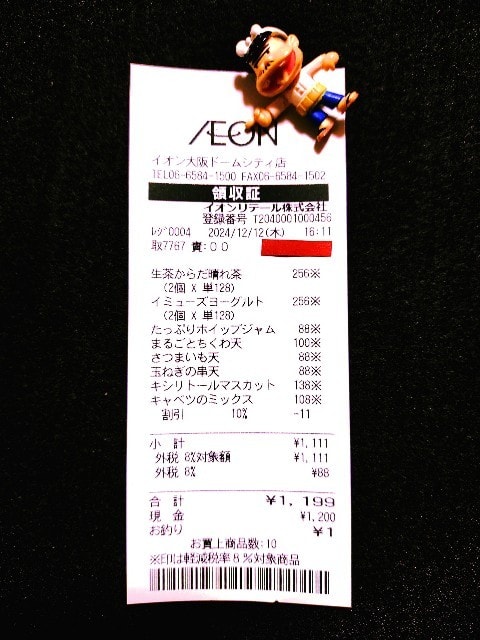 ÆON
イオン大阪ドームシティ店
TEL06-6584-1500 FAX06-6584-1502
領収証
イオンリテール株式会社
登録番号 T2040001000456
ﾚｼﾞ0004 2024/12/12(木) 16:11
取7767 責:00
生茶からだ晴れ茶 256※
(2個 X 単128)
イミューズヨーグルト 256※
(2個 X 単128)
たっぷりホイップジャム 88※
まるごとちくわ天 100※
さつまいも天 88※
玉ねぎの串天 88※
キシリトールマスカット 138※
キャベツのミックス 108※
割引 10% -11
小計 ¥1,111
外税 8%対象額 ¥1,111
外税 8% ¥88
合計 ¥1,199
現金 ¥1,200
お釣り ¥1
お買上商品数:10
※印は軽減税率8%対象商品